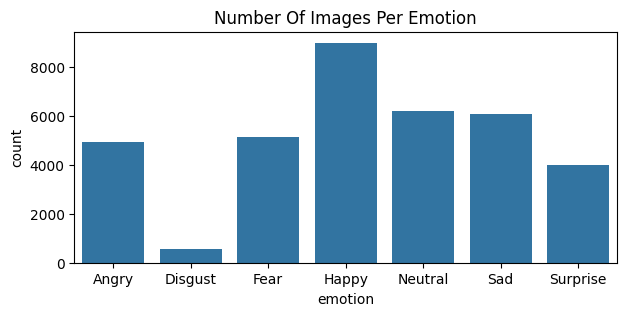 Number Of Images Per Emotion
8000
6000
4000
2000
0
count
Angry Disgust Fear Happy Neutral Sad Surprise
emotion